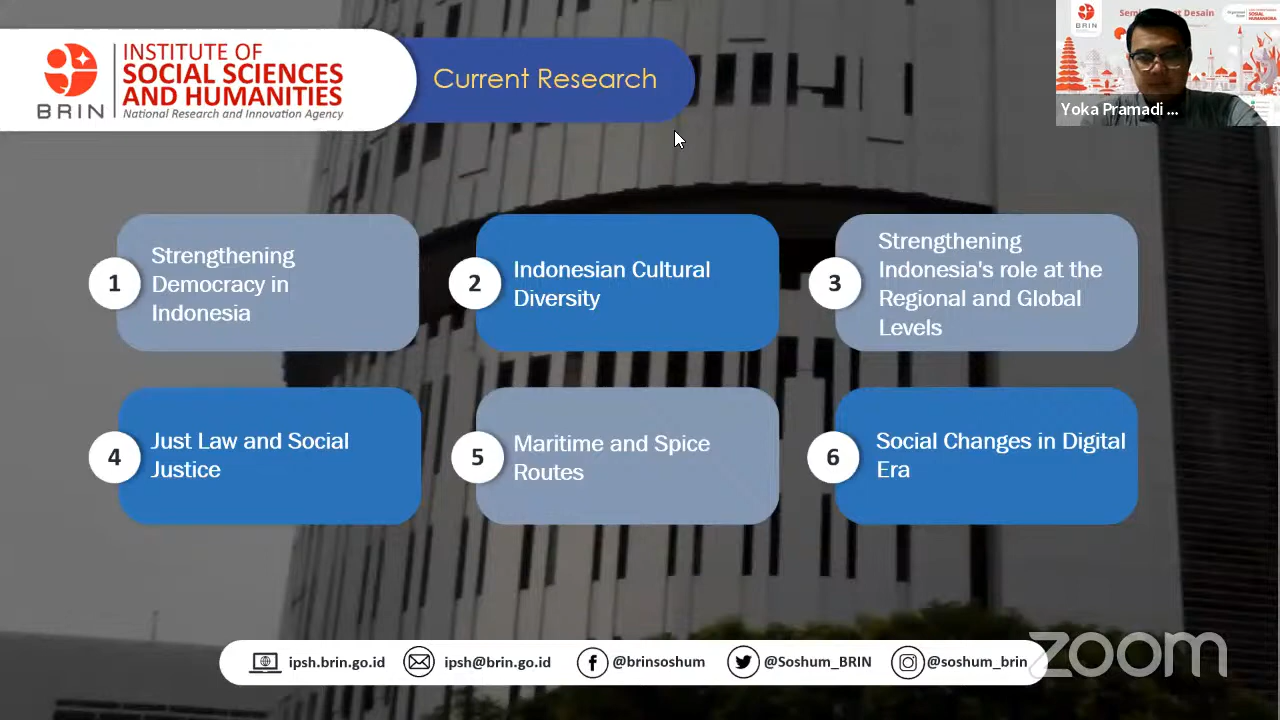 BRIN
INSTITUTE OF
SOCIAL SCIENCES
AND HUMANITIES
National Research and Innovation Agency
Current Research
BRIN
Yoka Pramadi ...
1
Strengthening
Democracy in
Indonesia
2
Indonesian Cultural
Diversity
3
Strengthening
Indonesia's role at the
Regional and Global
Levels
4
Just Law and Social
Justice
5
Maritime and Spice
Routes
6
Social Changes in Digital
Era
ipsh.brin.go.id
ipsh@brin.go.id
@brinsoshum
@Soshum_BRIN
@soshum_brin
zoom